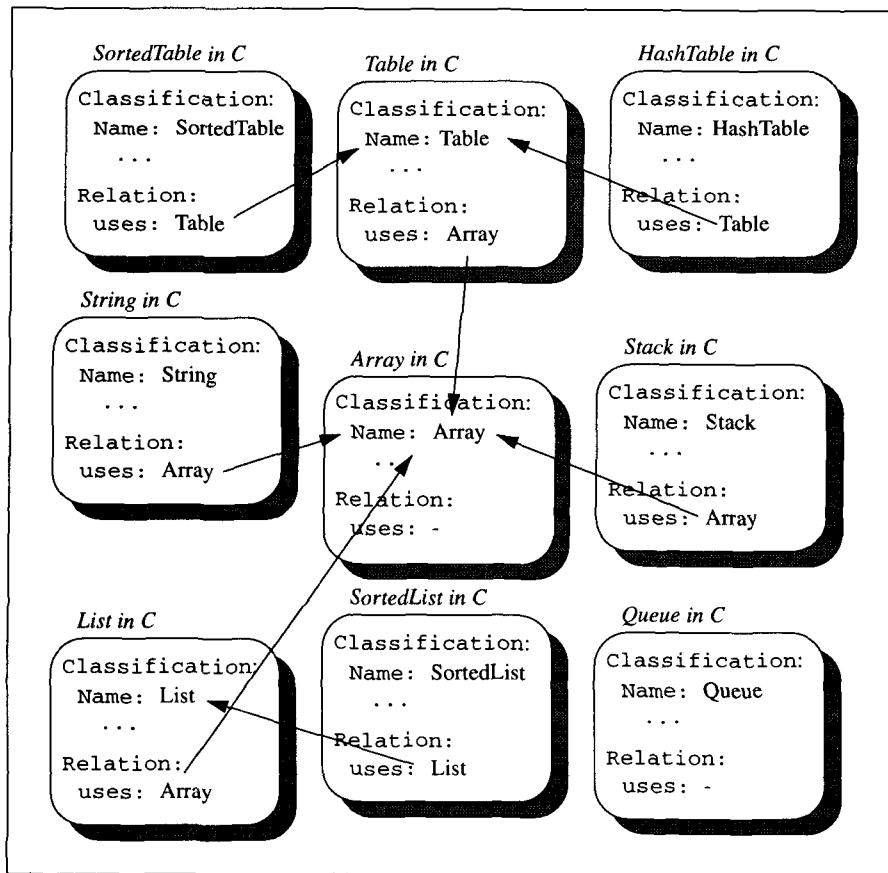 SortedTable in C
Classification:
Name: SortedTable
...
Relation:
uses: Table
Table in C
Classification:
Name: Table
...
Relation:
uses: Array
HashTable in C
Classification:
Name: HashTable
...
Relation:
uses: Table
String in C
Classification:
Name: String
...
Relation:
uses: Array
Array in C
Classification:
Name: Array
...
Relation:
uses: -
Stack in C
Classification:
Name: Stack
...
Relation:
uses: Array
List in C
Classification:
Name: List
...
Relation:
uses: Array
SortedList in C
Classification:
Name: SortedList
...
Relation:
uses: List
Queue in C
Classification:
Name: Queue
...
Relation:
uses: -